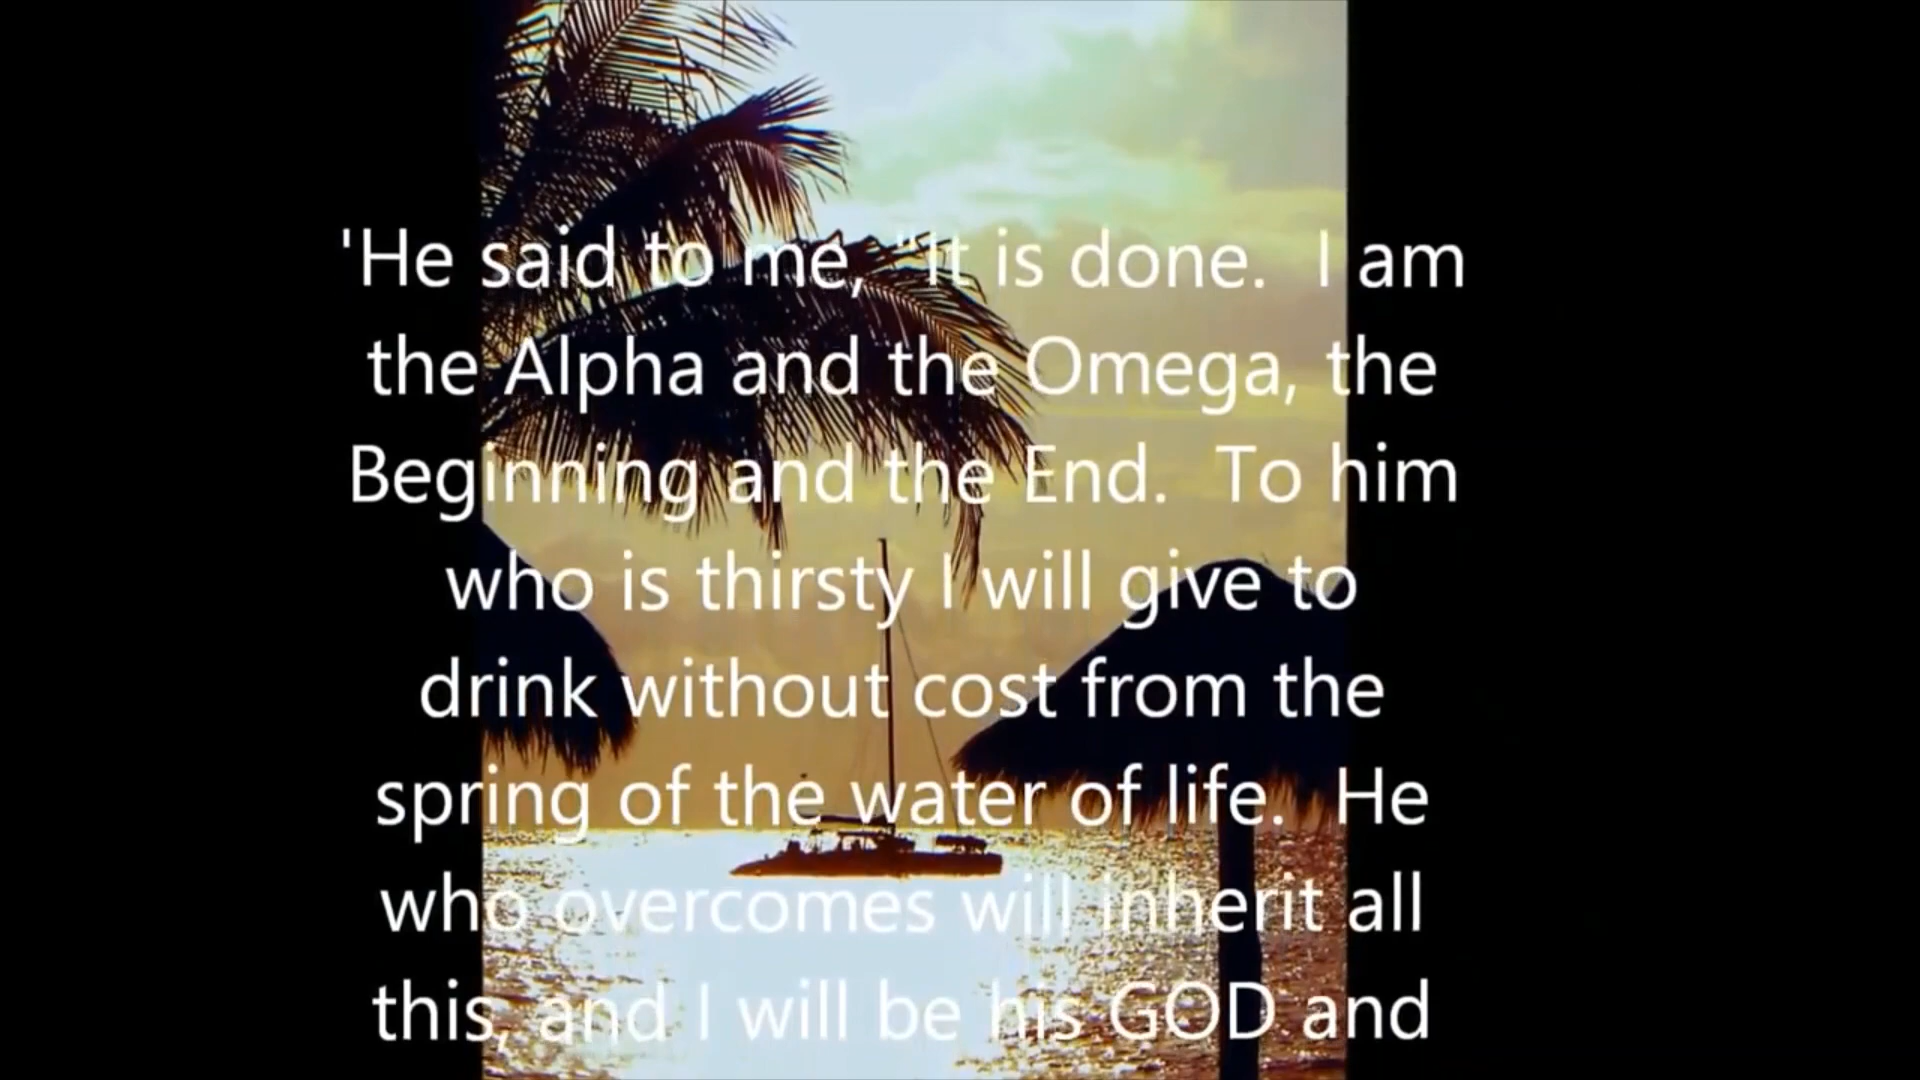 'He said to me, "It is done.  I am
the Alpha and the Omega, the
Beginning and the End.  To him
who is thirsty I will give to
drink without cost from the
spring of the water of life.  He
who overcomes will inherit all
this, and I will be his GOD and